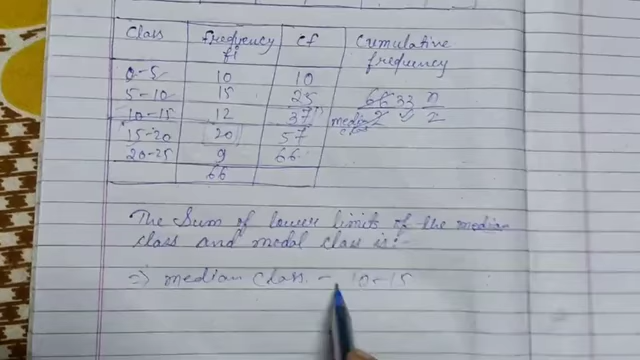 Class Frequency fi Cf Cumulative frequency
0-5 10 10
5-10 15 25 66 33 n
10-15 12 37 median 2 ✓ 2
class
15-20 20 57
20-25 9 66
66
The Sum of lower limits of the median
class and modal class is:-
=) median Class - 10-15